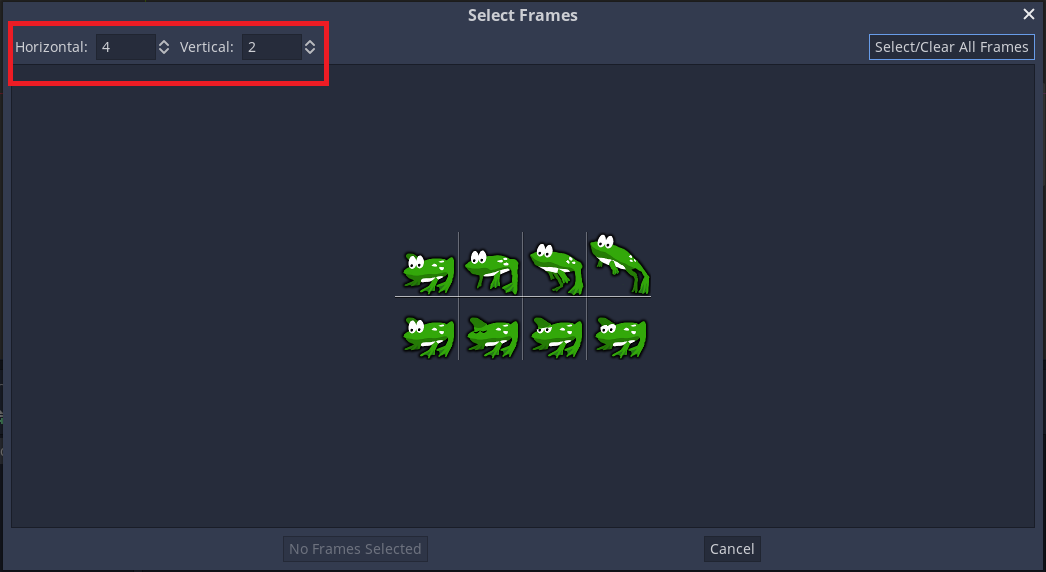 Select Frames
Horizontal: 4 Vertical: 2 Select/Clear All Frames
No Frames Selected Cancel